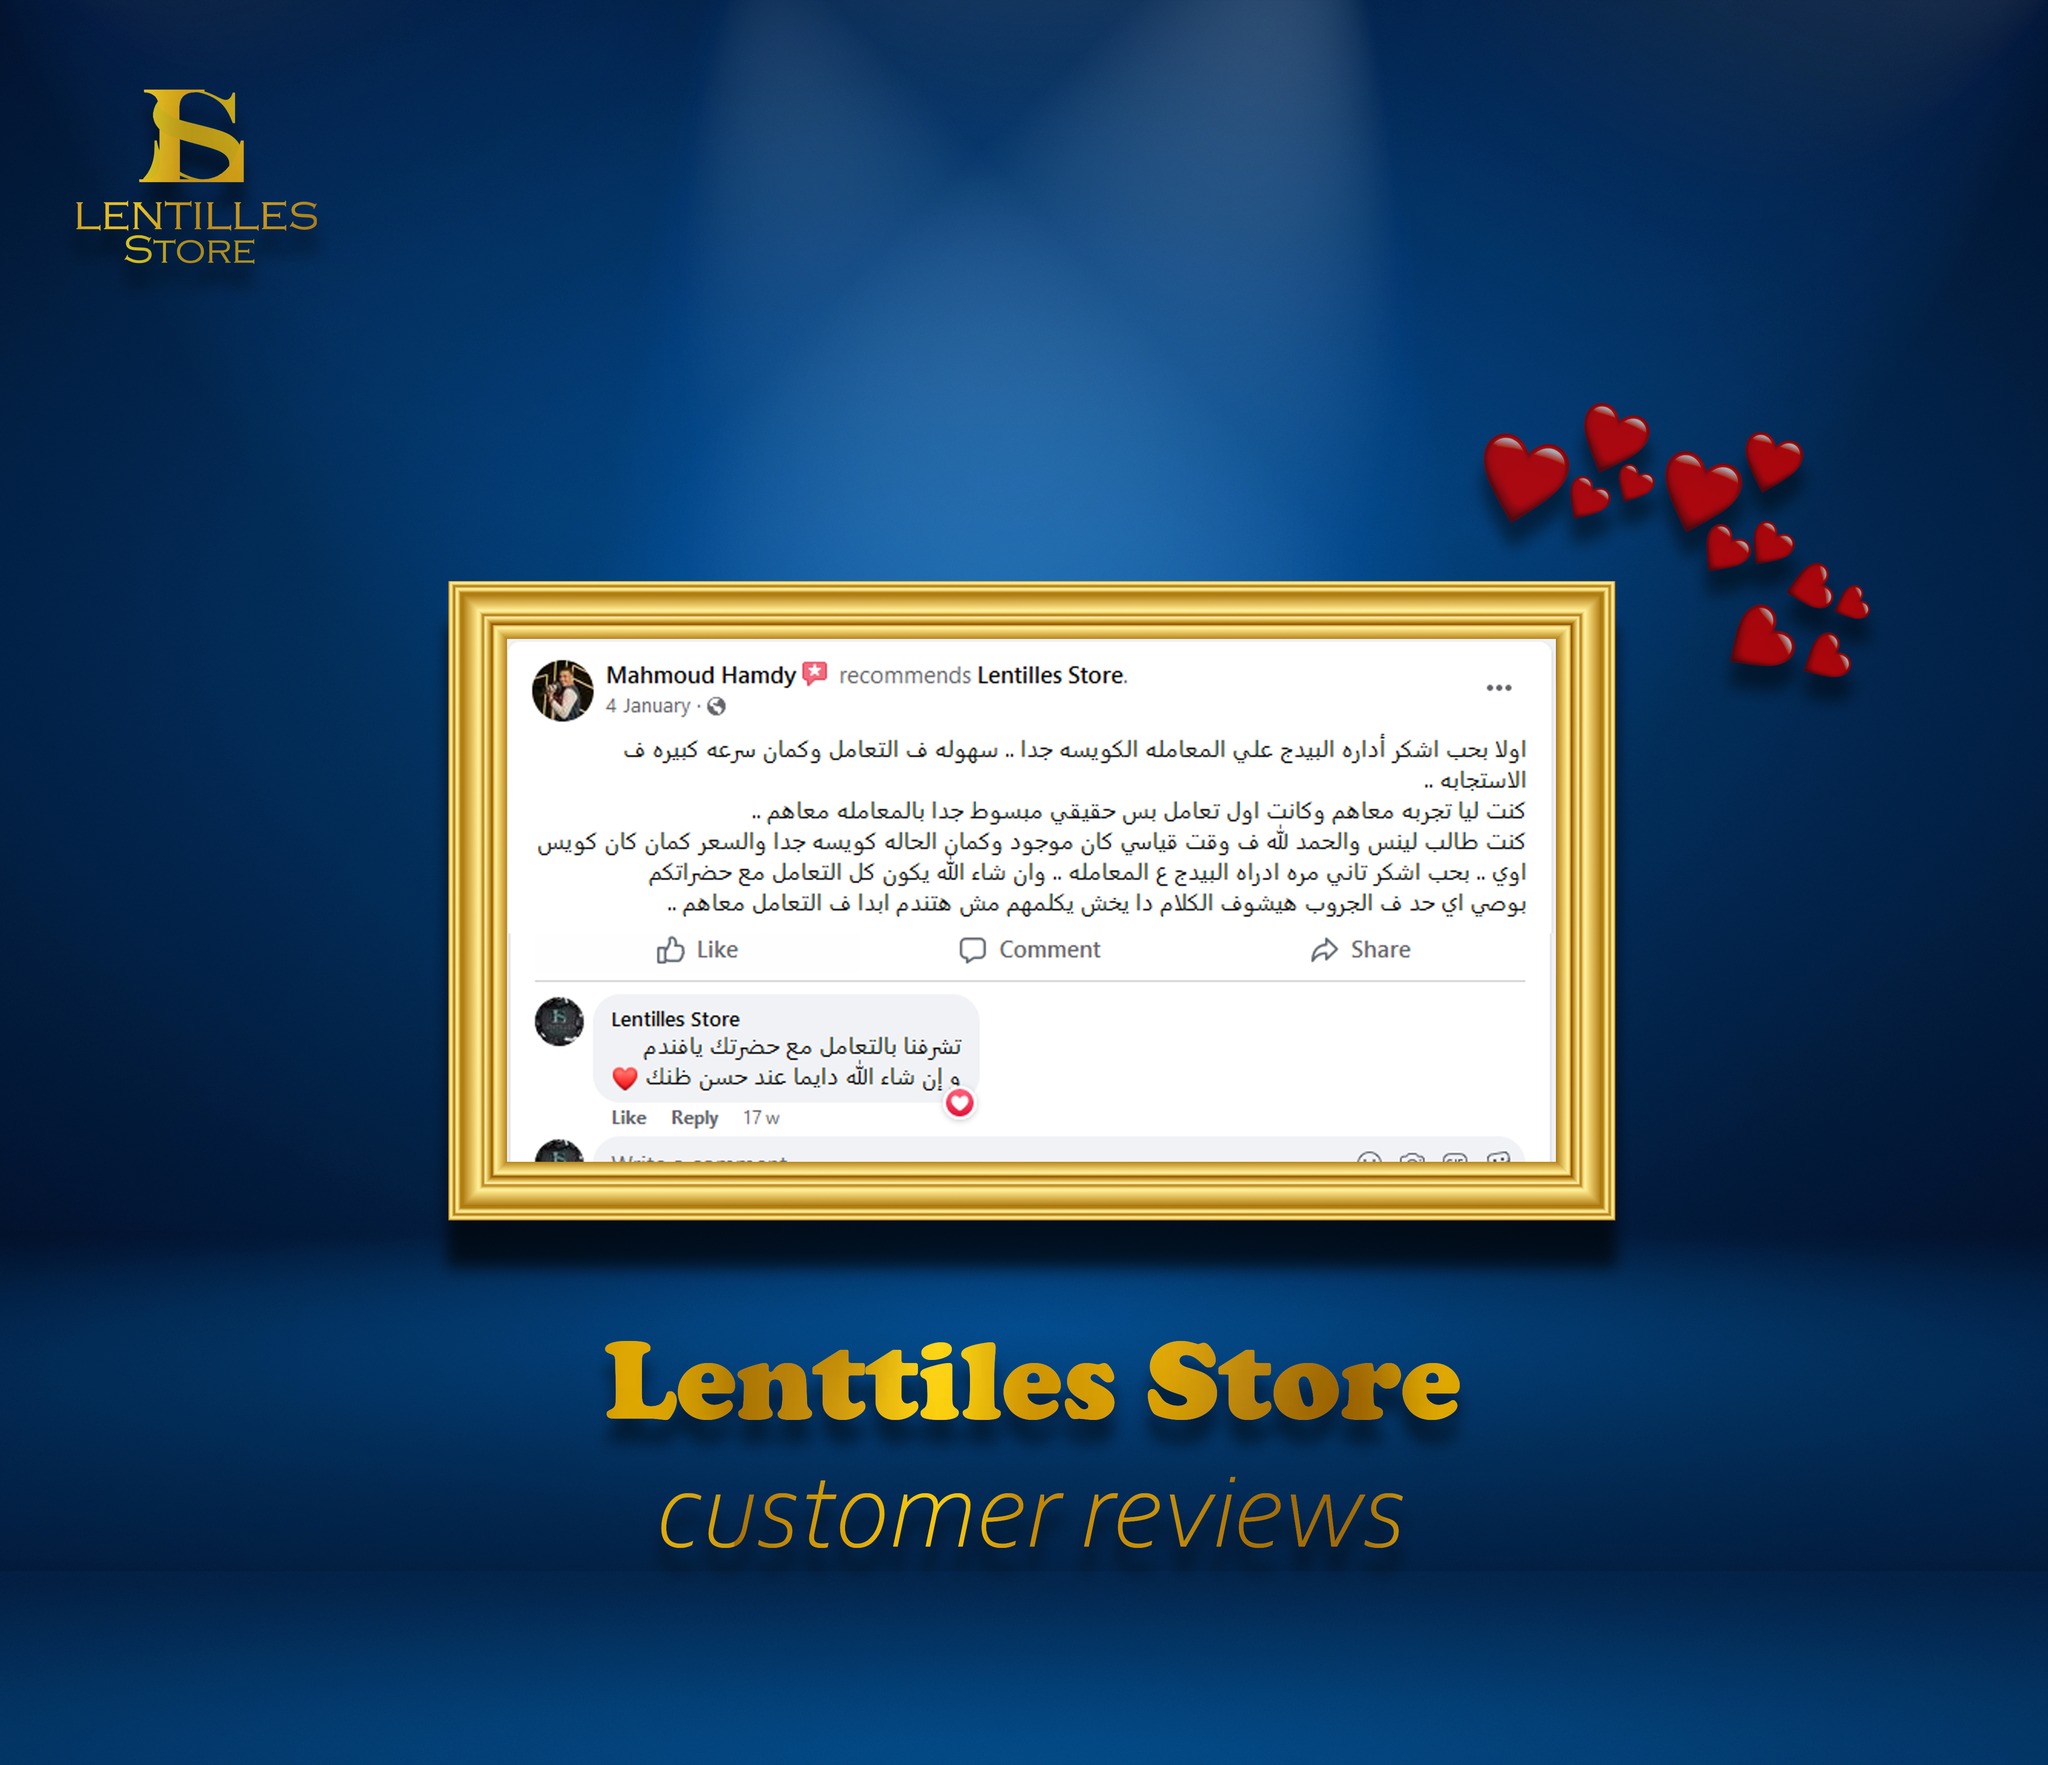 LS
LENTILLES
STORE
Mahmoud Hamdy recommends Lentilles Store.
4 January ·
اولا بحب اشكر أداره البيدج علي المعامله الكويسه جدا .. سهوله ف التعامل وكمان سرعه كبيره ف
الاستجابه ..
كنت ليا تجربه معاهم وكانت اول تعامل بس حقيقي مبسوط جدا بالمعامله معاهم ..
كنت طالب لينس والحمد لله ف وقت قياسي كان موجود وكمان الحاله كويسه جدا والسعر كمان كان كويس
اوي .. بحب اشكر تاني مره ادراه البيدج ع المعامله .. وان شاء الله يكون كل التعامل مع حضراتكم
بوصي اي حد ف الجروب هيشوف الكلام دا يخش يكلمهم مش هتندم ابدا ف التعامل معاهم ..
Like Comment Share
Lentilles Store
تشرفنا بالتعامل مع حضرتك يافندم
و إن شاء الله دايما عند حسن ظنك ❤️
Like Reply 17 w
Write a comment
Lenttiles Store
customer reviews